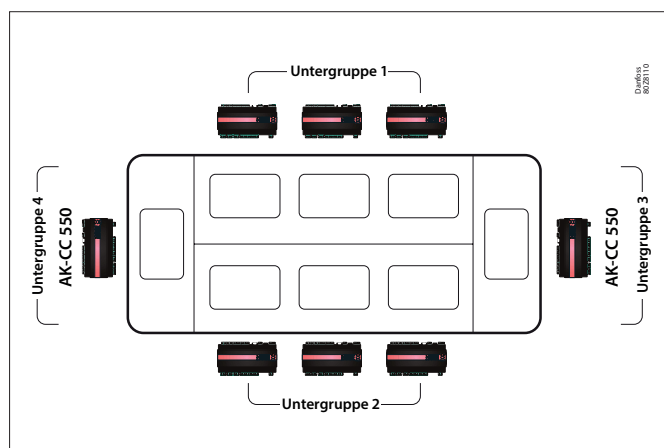 Untergruppe 1
Danfoss
80Z8110
Untergruppe 4
AK-CC 550
AK-CC 550
Untergruppe 3
Untergruppe 2